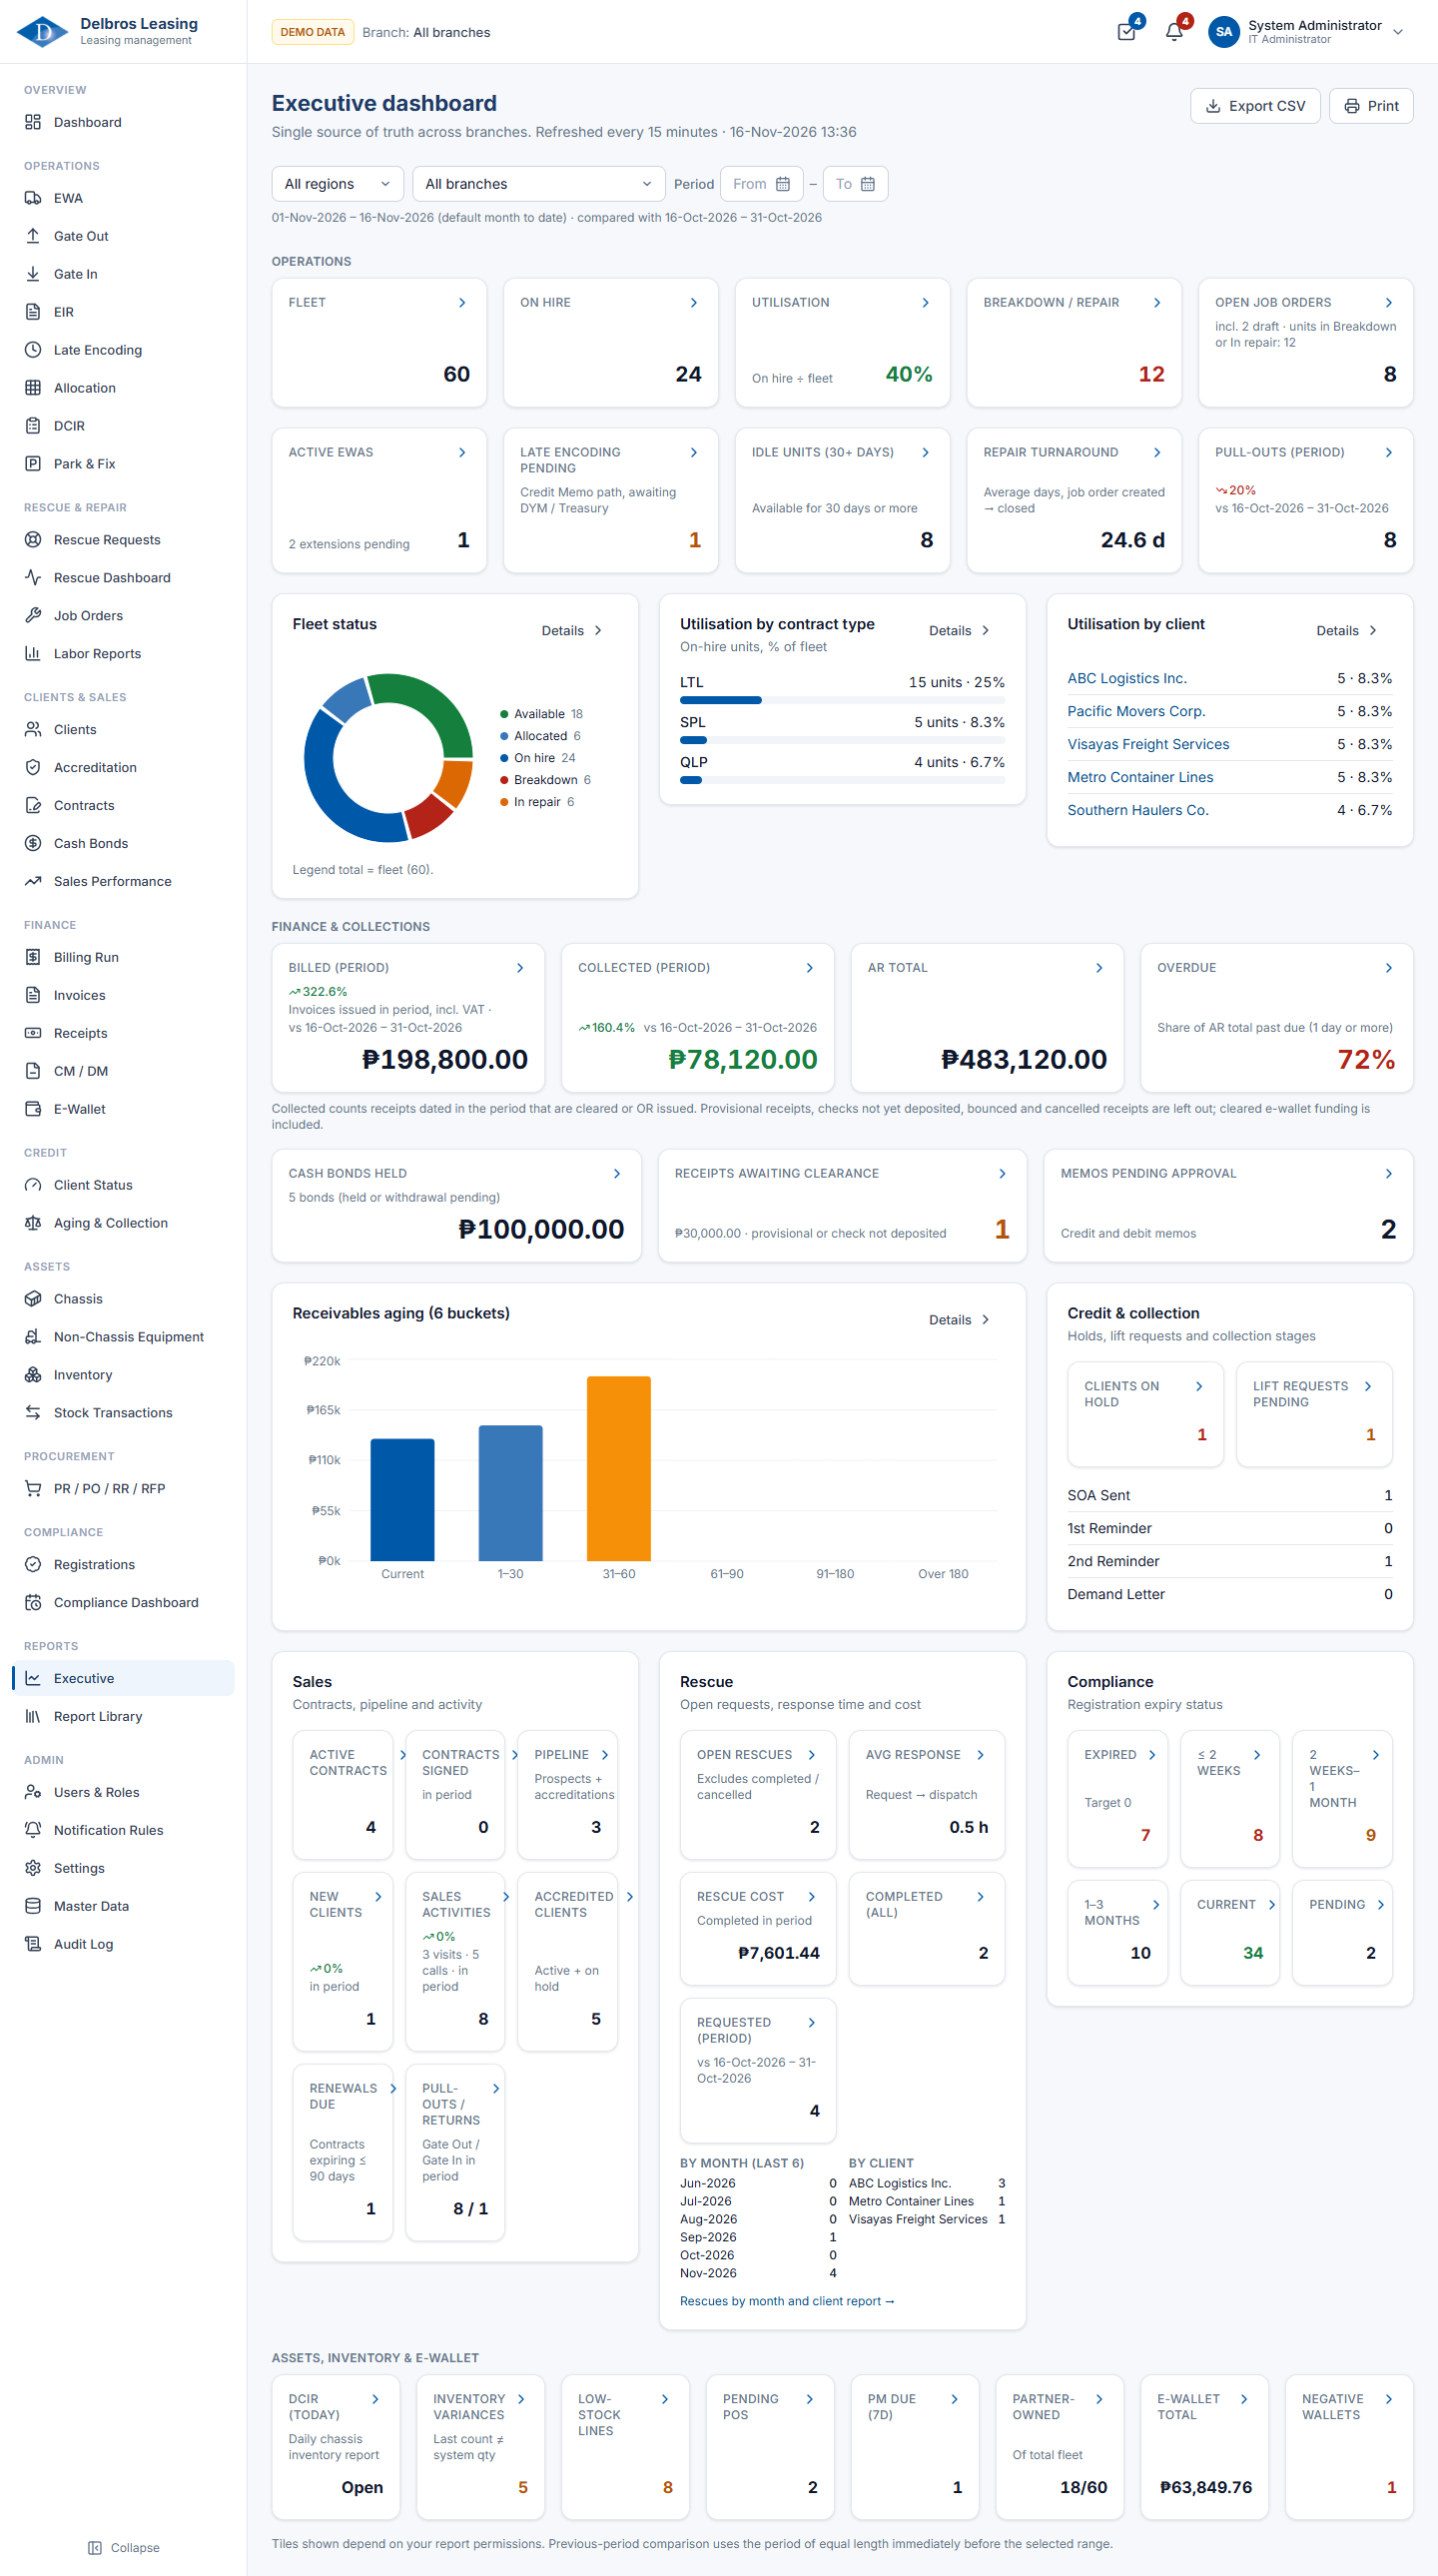 Delbros Leasing
Leasing management
DEMO DATA
Branch: All branches
4
4
SA
System Administrator
IT Administrator
OVERVIEW
Dashboard
OPERATIONS
EWA
Gate Out
Gate In
EIR
Late Encoding
Allocation
DCIR
Park & Fix
RESCUE & REPAIR
Rescue Requests
Rescue Dashboard
Job Orders
Labor Reports
CLIENTS & SALES
Clients
Accreditation
Contracts
Cash Bonds
Sales Performance
FINANCE
Billing Run
Invoices
Receipts
CM / DM
E-Wallet
CREDIT
Client Status
Aging & Collection
ASSETS
Chassis
Non-Chassis Equipment
Inventory
Stock Transactions
PROCUREMENT
PR / PO / RR / RFP
COMPLIANCE
Registrations
Compliance Dashboard
REPORTS
Executive
Report Library
ADMIN
Users & Roles
Notification Rules
Settings
Master Data
Audit Log
Collapse
Executive dashboard
Single source of truth across branches. Refreshed every 15 minutes · 16-Nov-2026 13:36
Export CSV
Print
All regions
All branches
Period
From
–
To
01-Nov-2026 – 16-Nov-2026 (default month to date) · compared with 16-Oct-2026 – 31-Oct-2026
OPERATIONS
FLEET
60
ON HIRE
24
UTILISATION
On hire ÷ fleet
40%
BREAKDOWN / REPAIR
12
OPEN JOB ORDERS
incl. 2 draft · units in Breakdown
or In repair: 12
8
ACTIVE EWAS
2 extensions pending
1
LATE ENCODING
PENDING
Credit Memo path, awaiting
DYM / Treasury
1
IDLE UNITS (30+ DAYS)
Available for 30 days or more
8
REPAIR TURNAROUND
Average days, job order created
→ closed
24.6 d
PULL-OUTS (PERIOD)
20%
vs 16-Oct-2026 – 31-Oct-2026
8
Fleet status
Details
Available 18
Allocated 6
On hire 24
Breakdown 6
In repair 6
Legend total = fleet (60).
Utilisation by contract type
On-hire units, % of fleet
Details
LTL
15 units · 25%
SPL
5 units · 8.3%
QLP
4 units · 6.7%
Utilisation by client
Details
ABC Logistics Inc.
5 · 8.3%
Pacific Movers Corp.
5 · 8.3%
Visayas Freight Services
5 · 8.3%
Metro Container Lines
5 · 8.3%
Southern Haulers Co.
4 · 6.7%
FINANCE & COLLECTIONS
BILLED (PERIOD)
322.6%
Invoices issued in period, incl. VAT ·
vs 16-Oct-2026 – 31-Oct-2026
₱198,800.00
COLLECTED (PERIOD)
160.4% vs 16-Oct-2026 – 31-Oct-2026
₱78,120.00
AR TOTAL
₱483,120.00
OVERDUE
Share of AR total past due (1 day or more)
72%
Collected counts receipts dated in the period that are cleared or OR issued. Provisional receipts, checks not yet deposited, bounced and cancelled receipts are left out; cleared e-wallet funding is
included.
CASH BONDS HELD
5 bonds (held or withdrawal pending)
₱100,000.00
RECEIPTS AWAITING CLEARANCE
₱30,000.00 · provisional or check not deposited
1
MEMOS PENDING APPROVAL
Credit and debit memos
2
Receivables aging (6 buckets)
Details
₱220k
₱165k
₱110k
₱55k
₱0k
Current
1–30
31–60
61–90
91–180
Over 180
Credit & collection
Holds, lift requests and collection stages
CLIENTS ON
HOLD
1
LIFT REQUESTS
PENDING
1
SOA Sent
1
1st Reminder
0
2nd Reminder
1
Demand Letter
0
Sales
Contracts, pipeline and activity
ACTIVE
CONTRACTS
4
CONTRACTS
SIGNED
in period
0
PIPELINE
Prospects +
accreditations
3
NEW
CLIENTS
0%
in period
1
SALES
ACTIVITIES
0%
3 visits · 5
calls · in
period
8
ACCREDITED
CLIENTS
Active + on
hold
5
RENEWALS
DUE
Contracts
expiring ≤
90 days
1
PULL-
OUTS /
RETURNS
Gate Out /
Gate In in
period
8 / 1
Rescue
Open requests, response time and cost
OPEN RESCUES
Excludes completed /
cancelled
2
AVG RESPONSE
Request → dispatch
0.5 h
RESCUE COST
Completed in period
₱7,601.44
COMPLETED
(ALL)
2
REQUESTED
(PERIOD)
vs 16-Oct-2026 – 31-
Oct-2026
4
BY MONTH (LAST 6)
Jun-2026 0
Jul-2026 0
Aug-2026 0
Sep-2026 1
Oct-2026 0
Nov-2026 4
BY CLIENT
ABC Logistics Inc. 3
Metro Container Lines 1
Visayas Freight Services 1
Rescues by month and client report →
Compliance
Registration expiry status
EXPIRED
Target 0
7
≤ 2
WEEKS
8
2
WEEKS–
1
MONTH
9
1–3
MONTHS
10
CURRENT
34
PENDING
2
ASSETS, INVENTORY & E-WALLET
DCIR
(TODAY)
Daily chassis
inventory report
Open
INVENTORY
VARIANCES
Last count ≠
system qty
5
LOW-
STOCK
LINES
8
PENDING
POS
2
PM DUE
(7D)
1
PARTNER-
OWNED
Of total fleet
18/60
E-WALLET
TOTAL
₱63,849.76
NEGATIVE
WALLETS
1
Tiles shown depend on your report permissions. Previous-period comparison uses the period of equal length immediately before the selected range.